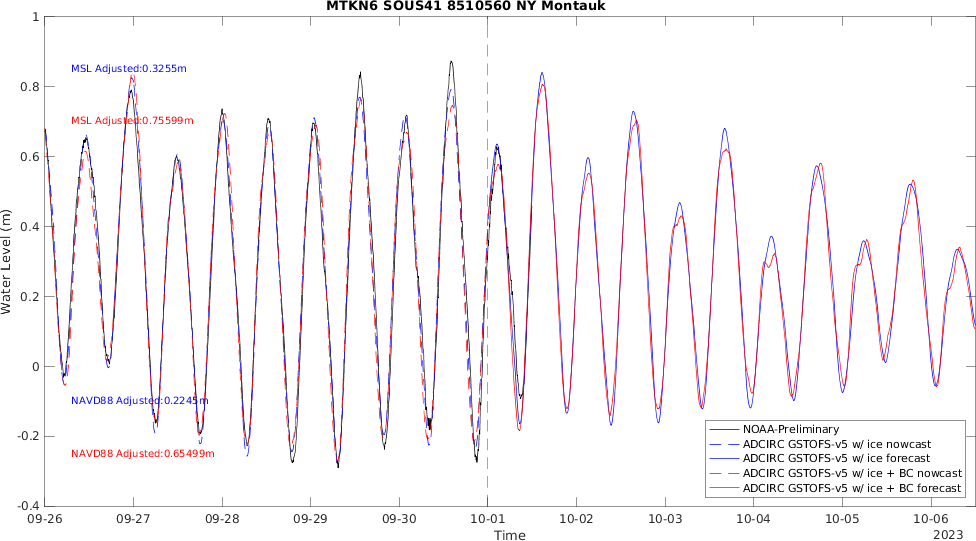 MTKN6 SOUS41 8510560 NY Montauk
1
0.8
0.6
0.4
0.2
0
-0.2
-0.4
Water Level (m)
MSL Adjusted:0.3255m
MSL Adjusted:0.75599m
NAVD88 Adjusted:0.2245m
NAVD88 Adjusted:0.65499m
NOAA-Preliminary
ADCIRC GSTOFS-v5 w/ ice nowcast
ADCIRC GSTOFS-v5 w/ ice forecast
ADCIRC GSTOFS-v5 w/ ice + BC nowcast
ADCIRC GSTOFS-v5 w/ ice + BC forecast
09-26 09-27 09-28 09-29 09-30 10-01 10-02 10-03 10-04 10-05 10-06
Time
2023